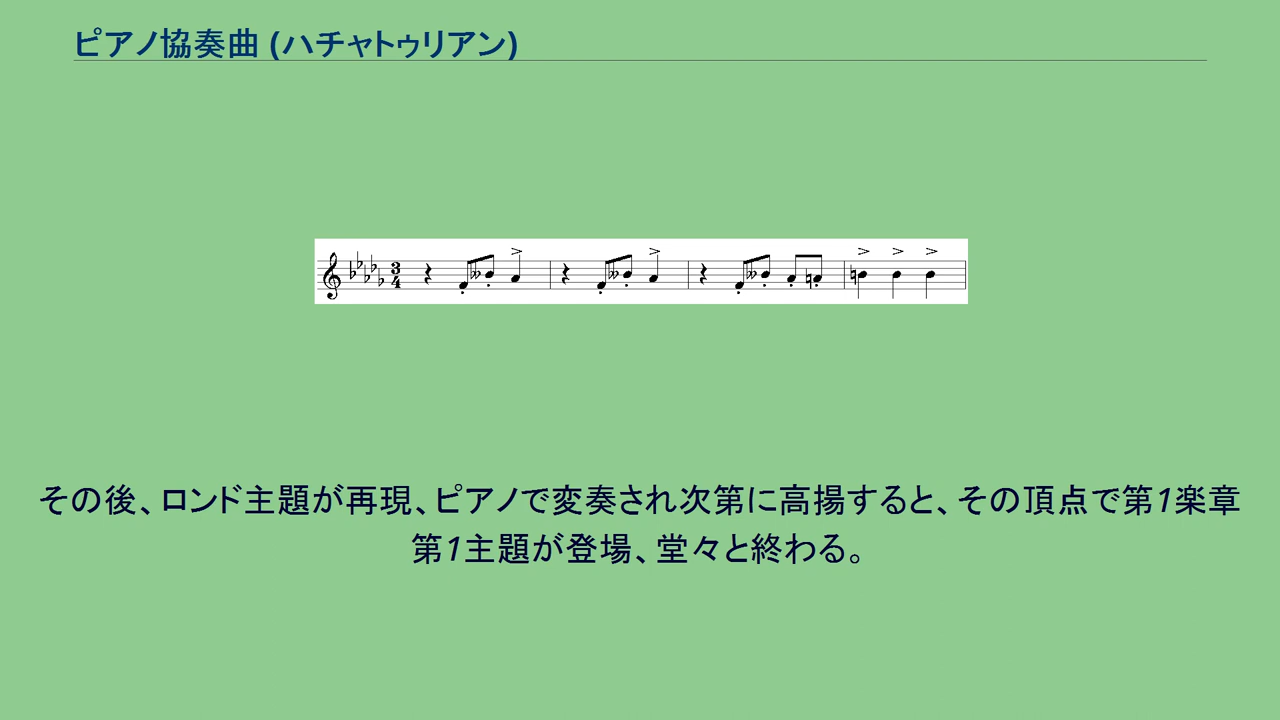 ピアノ協奏曲 (ハチャトゥリアン)
3
4
その後、ロンド主題が再現、ピアノで変奏され次第に高揚すると、その頂点で第1楽章
第1主題が登場、堂々と終わる。